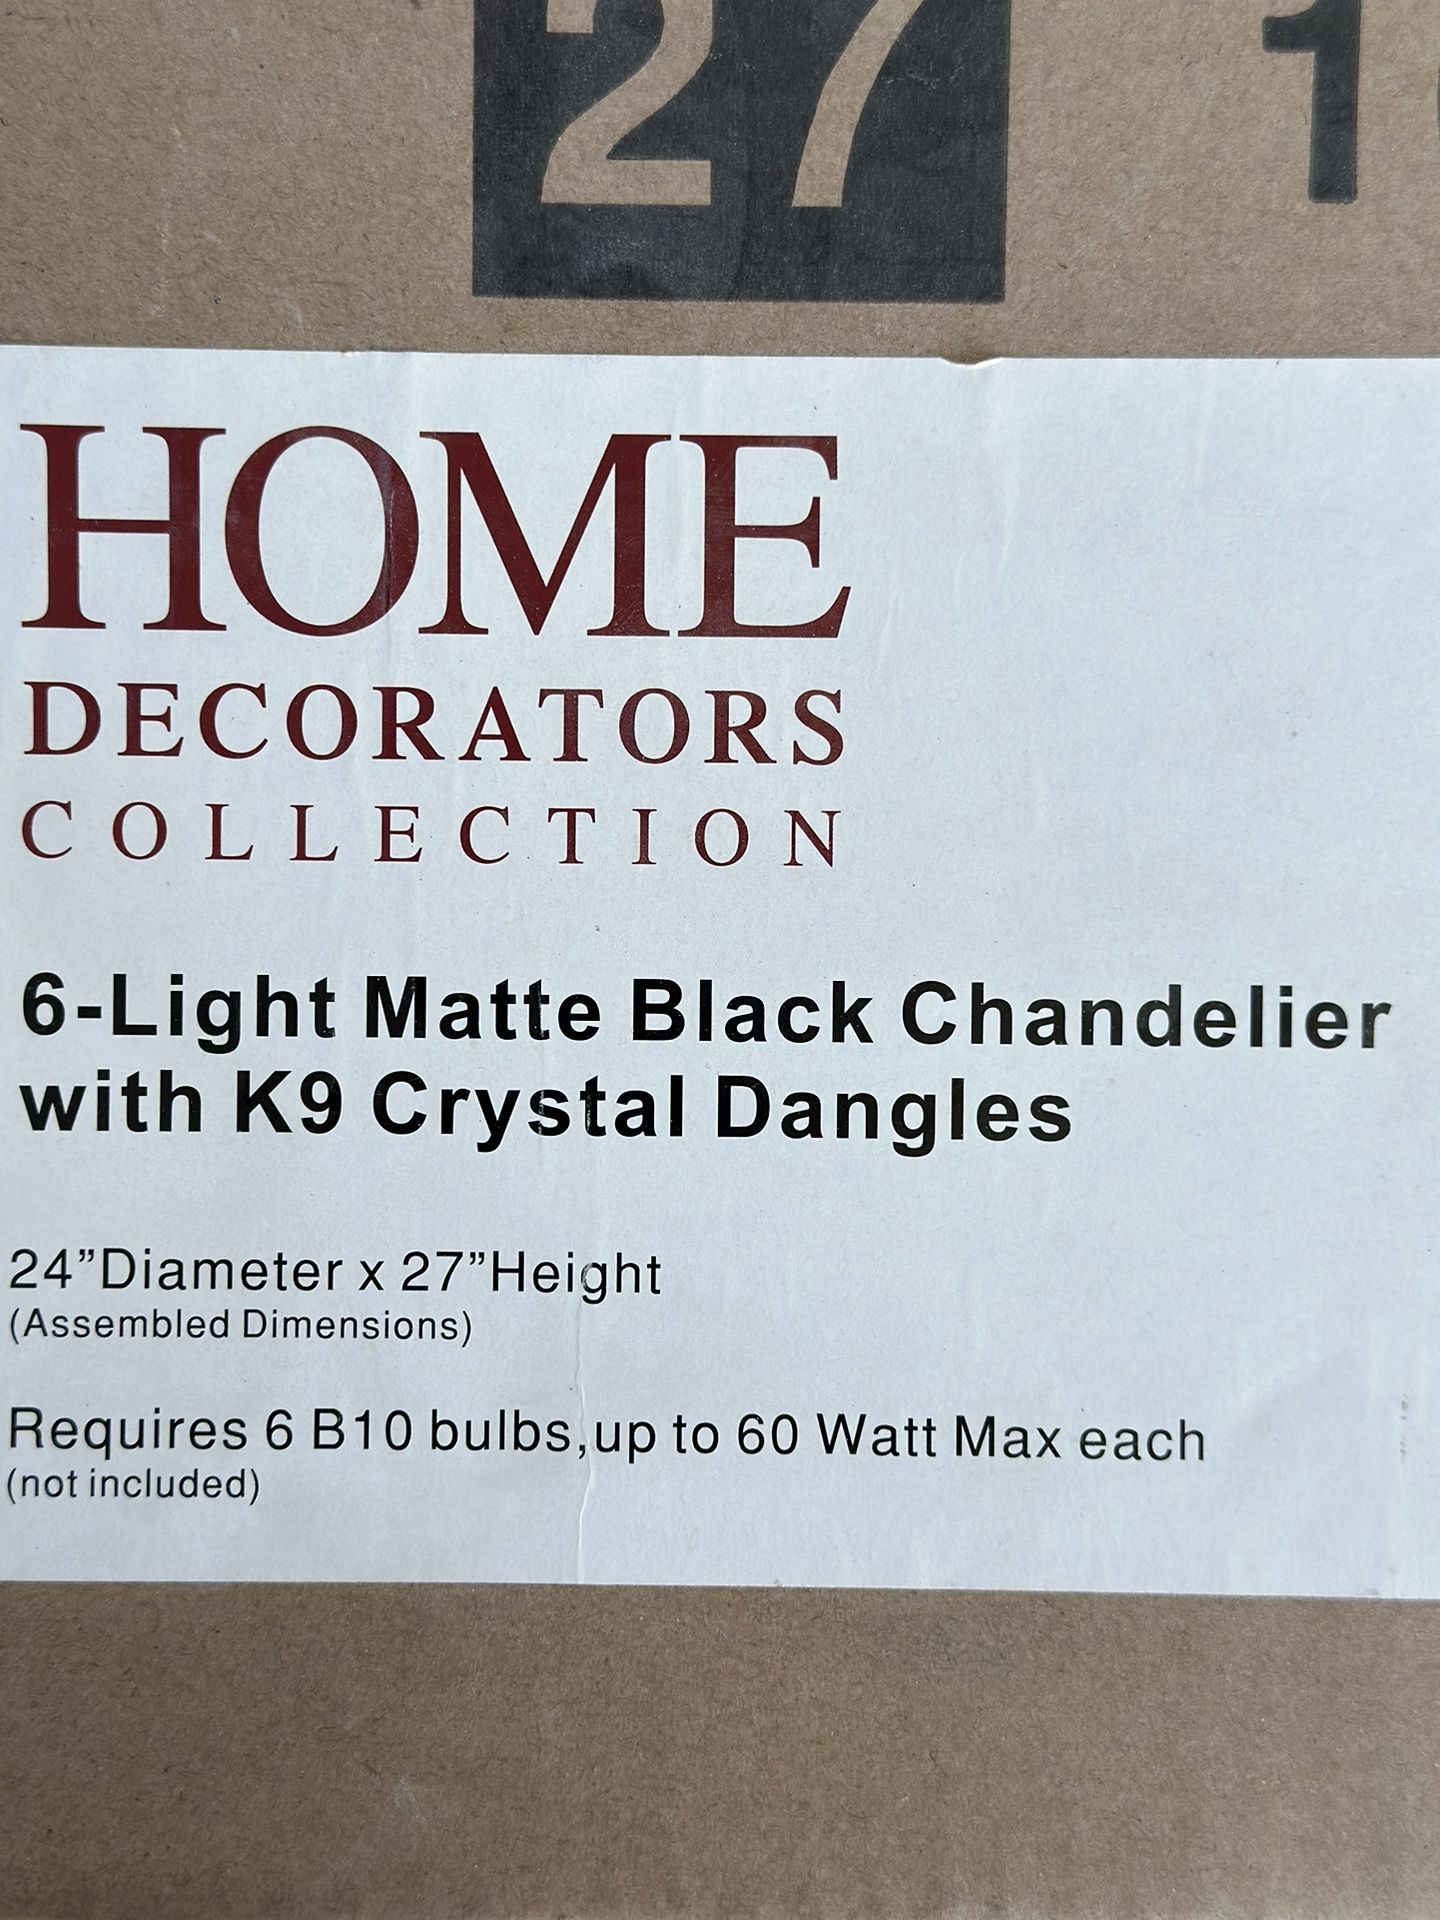 27 1
HOME
DECORATORS
COLLECTION
6-Light Matte Black Chandelier
with K9 Crystal Dangles
24”Diameter x 27”Height
(Assembled Dimensions)
Requires 6 B10 bulbs,up to 60 Watt Max each
(not included)